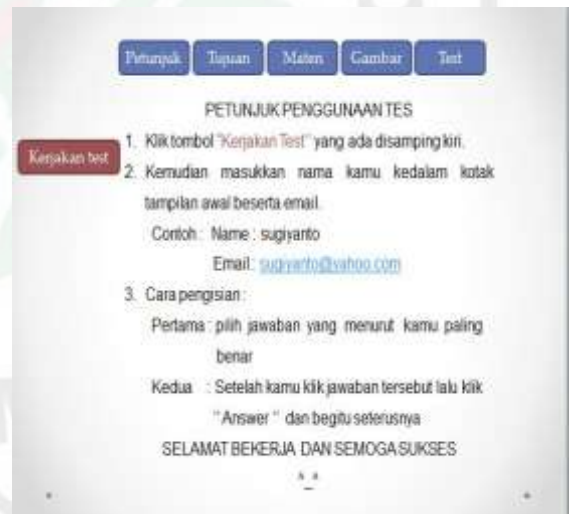 Petunjuk Tujuan Materi Gambar Test
PETUNJUK PENGGUNAAN TES
Kerjakan test
1. Klik tombol "Kerjakan Test" yang ada disamping kiri.
2. Kemudian masukkan nama kamu kedalam kotak
tampilan awal beserta email.
Contoh : Name : sugiyanto
Email : sugiyanto@yahoo.com
3. Cara pengisian :
Pertama : pilih jawaban yang menurut kamu paling
benar
Kedua : Setelah kamu klik jawaban tersebut lalu klik
"Answer" dan begitu seterusnya
SELAMAT BEKERJA DAN SEMOGA SUKSES
^_^